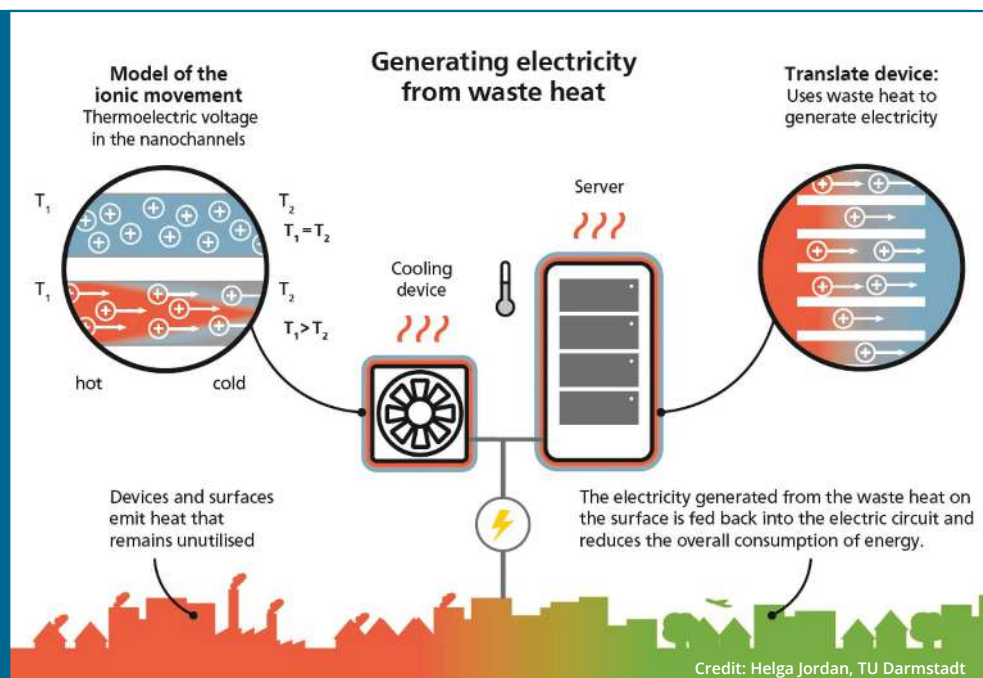 Generating electricity
from waste heat
Model of the
ionic movement
Thermoelectric voltage
in the nanochannels
T1
T2
T1=T2
T1
T2
T1>T2
hot
cold
Cooling
device
Server
Translate device:
Uses waste heat to
generate electricity
Devices and surfaces
emit heat that
remains unutilised
The electricity generated from the waste heat on
the surface is fed back into the electric circuit and
reduces the overall consumption of energy.
Credit: Helga Jordan, TU Darmstadt